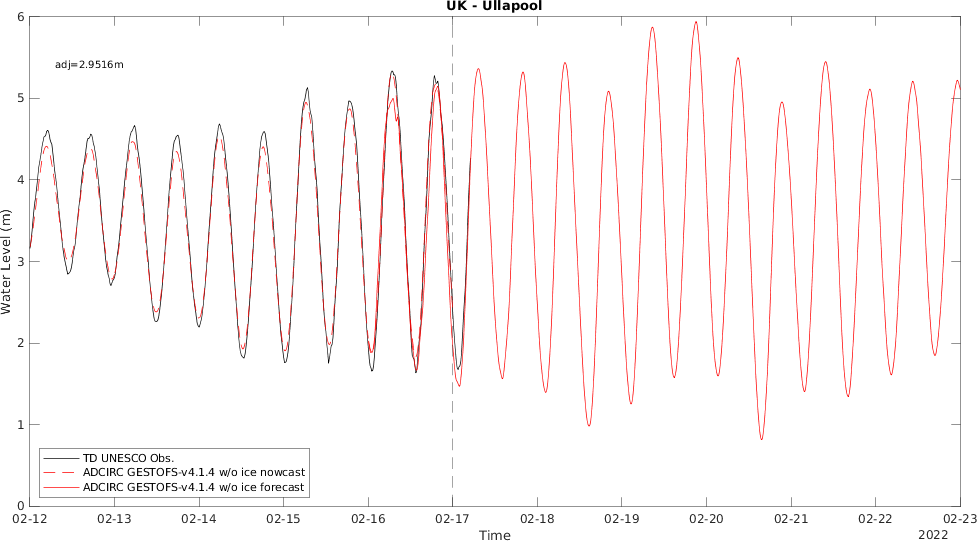 UK - Ullapool
adj=2.9516m
6
5
4
3
2
1
0
Water Level (m)
TD UNESCO Obs.
ADCIRC GESTOFS-v4.1.4 w/o ice nowcast
ADCIRC GESTOFS-v4.1.4 w/o ice forecast
02-12 02-13 02-14 02-15 02-16 02-17 02-18 02-19 02-20 02-21 02-22 02-23
Time
2022